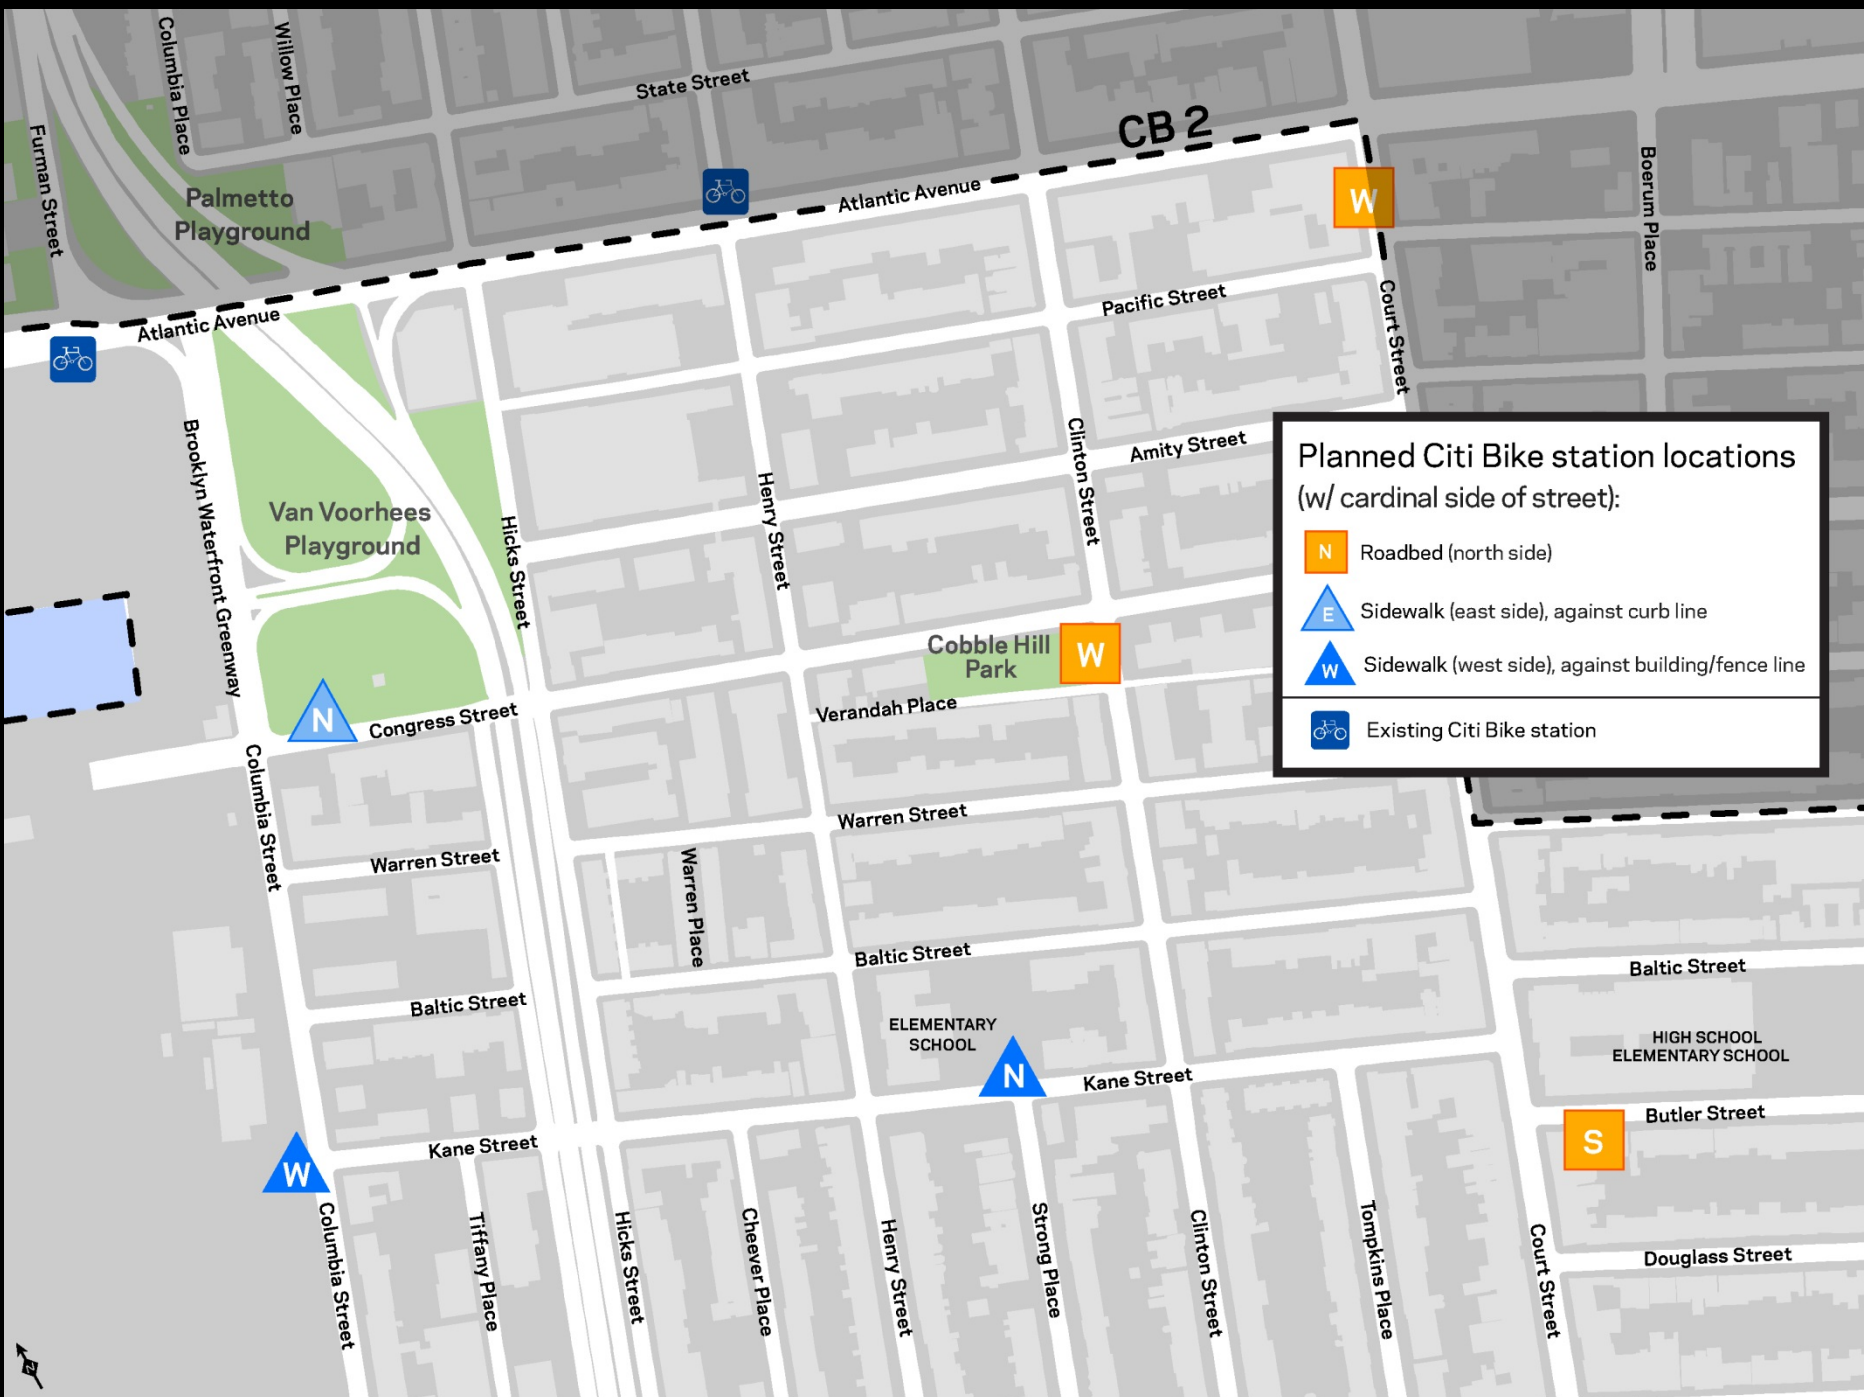 Columbia Place
Willow Place
State Street
CB 2
Furman Street
Palmetto
Playground
Atlantic Avenue
W
Boerum Place
Atlantic Avenue
Pacific Street
Court Street
Brooklyn Waterfront Greenway
Van Voorhees
Playground
Hicks Street
Henry Street
Clinton Street
Amity Street
Planned Citi Bike station locations
(w/ cardinal side of street):
N Roadbed (north side)
E Sidewalk (east side), against curb line
W Sidewalk (west side), against building/fence line
Existing Citi Bike station
Cobble Hill
Park
W
Verandah Place
N
Congress Street
Columbia Street
Warren Street
Warren Street
Warren Place
Baltic Street
Baltic Street
Baltic Street
ELEMENTARY
SCHOOL
N
Kane Street
HIGH SCHOOL
ELEMENTARY SCHOOL
Butler Street
S
Kane Street
W
Columbia Street
Tiffany Place
Hicks Street
Cheever Place
Henry Street
Strong Place
Clinton Street
Tompkins Place
Court Street
Douglass Street
N